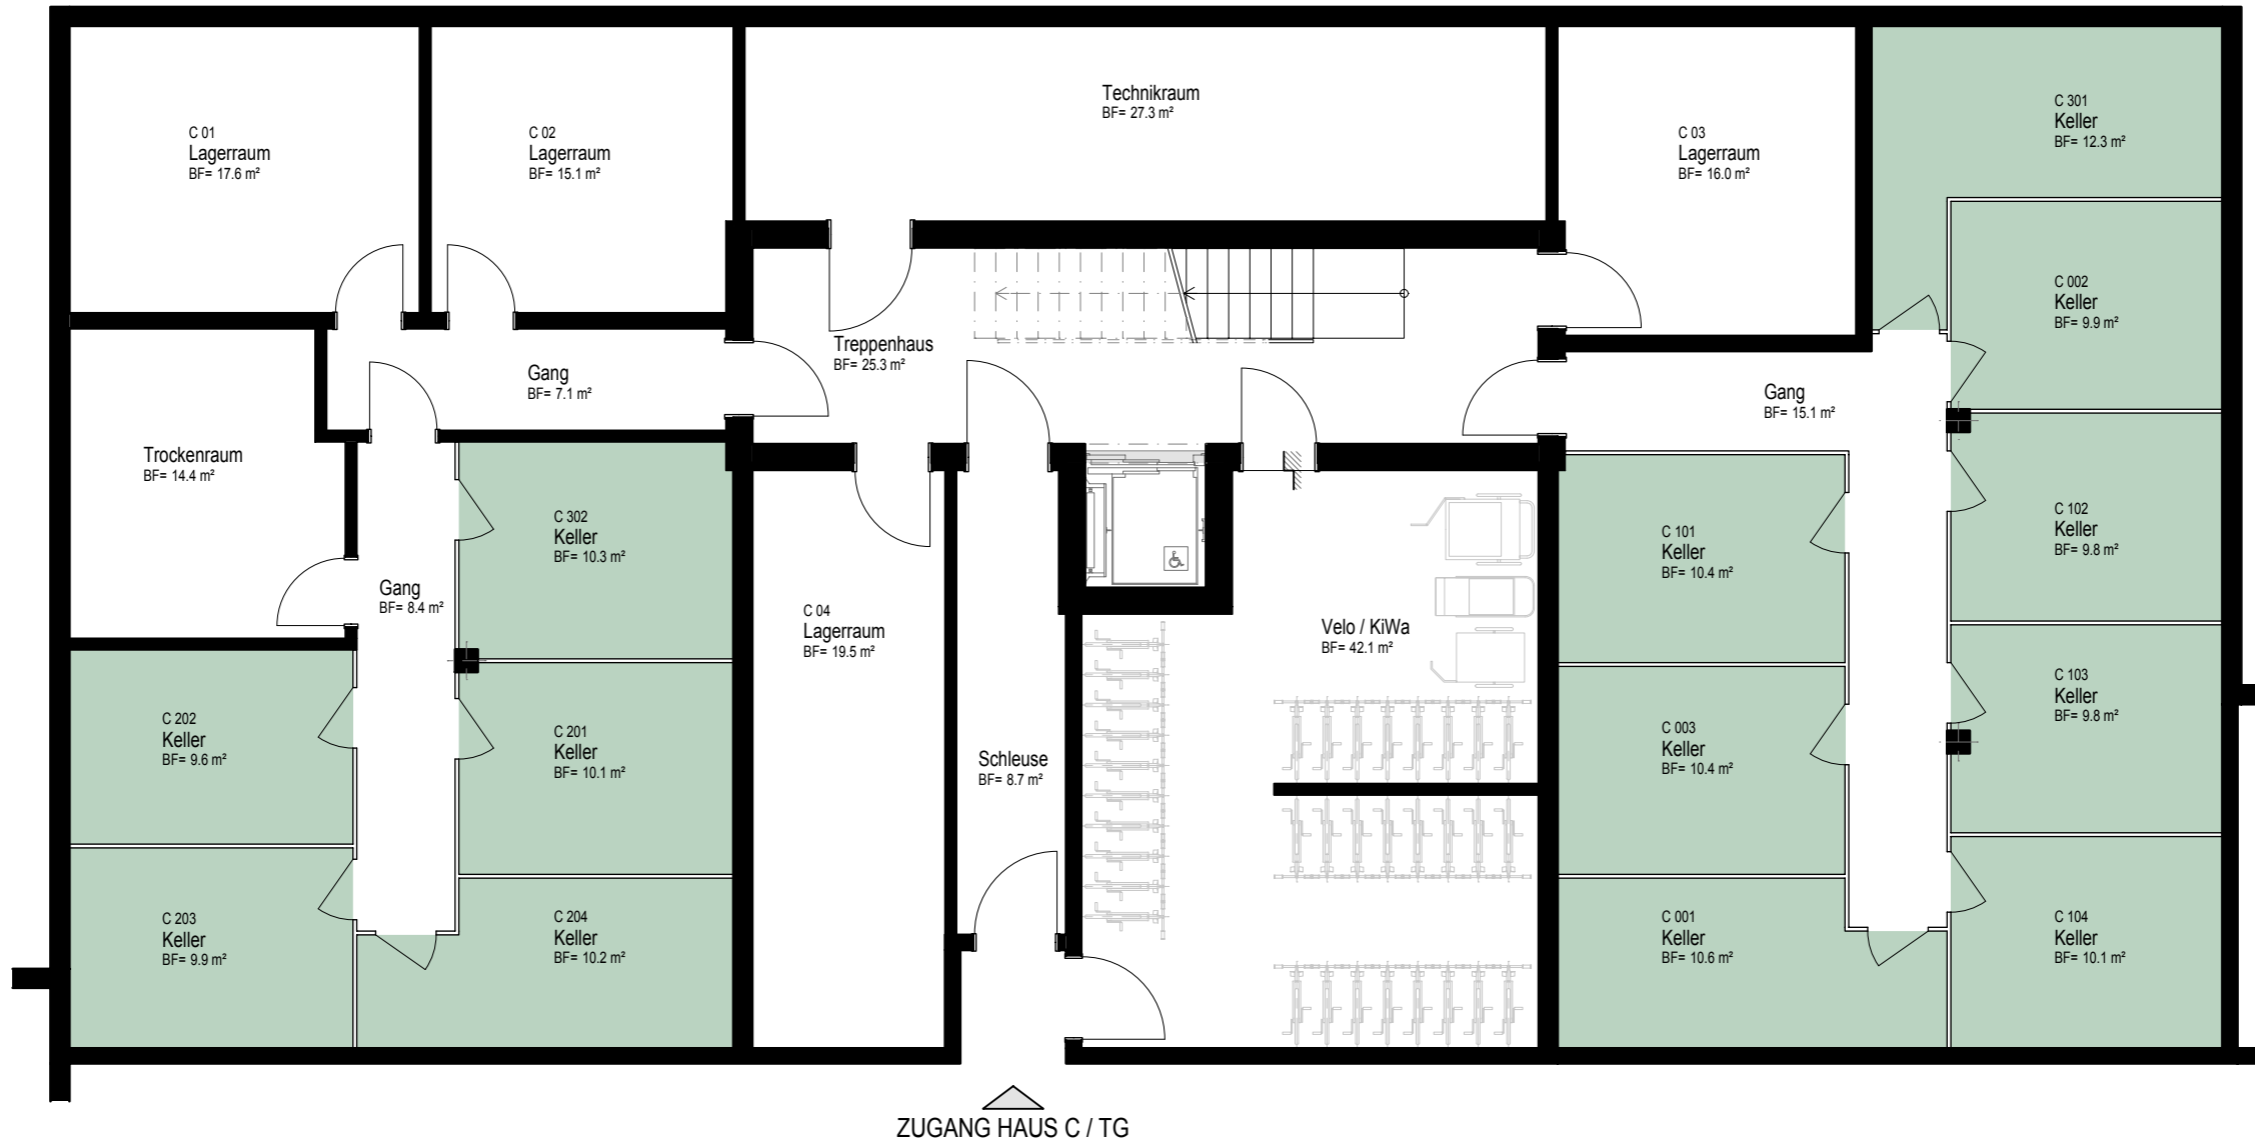 C 01
Lagerraum
BF= 17.6 m²
C 02
Lagerraum
BF= 15.1 m²
Technikraum
BF= 27.3 m²
C 03
Lagerraum
BF= 16.0 m²
C 301
Keller
BF= 12.3 m²
C 002
Keller
BF= 9.9 m²
Treppenhaus
BF= 25.3 m²
Gang
BF= 7.1 m²
Gang
BF= 15.1 m²
Trockenraum
BF= 14.4 m²
C 302
Keller
BF= 10.3 m²
Gang
BF= 8.4 m²
C 04
Lagerraum
BF= 19.5 m²
Velo / KiWa
BF= 42.1 m²
C 101
Keller
BF= 10.4 m²
C 102
Keller
BF= 9.8 m²
C 202
Keller
BF= 9.6 m²
C 201
Keller
BF= 10.1 m²
Schleuse
BF= 8.7 m²
C 003
Keller
BF= 10.4 m²
C 103
Keller
BF= 9.8 m²
C 203
Keller
BF= 9.9 m²
C 204
Keller
BF= 10.2 m²
C 001
Keller
BF= 10.6 m²
C 104
Keller
BF= 10.1 m²
ZUGANG HAUS C / TG